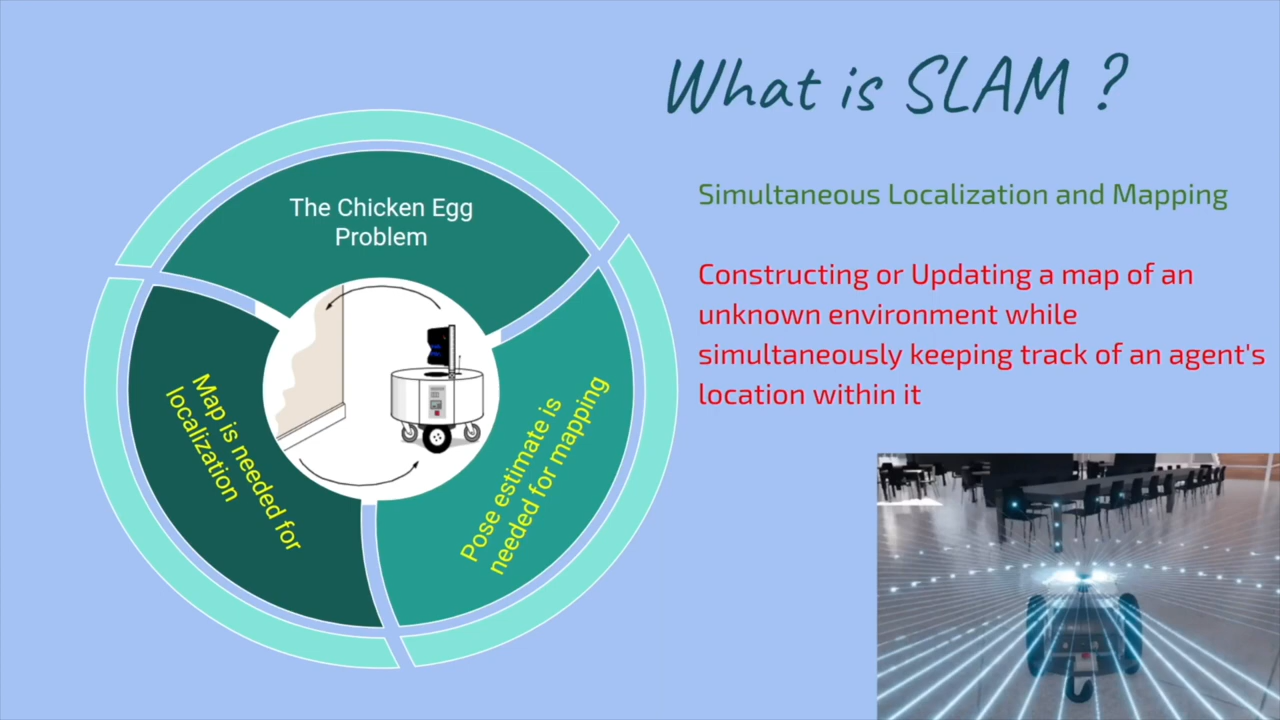 What is SLAM ?
Simultaneous Localization and Mapping
Constructing or Updating a map of an
unknown environment while
simultaneously keeping track of an agent's
location within it
The Chicken Egg
Problem
Map is needed for
localization
Pose estimate is
needed for mapping